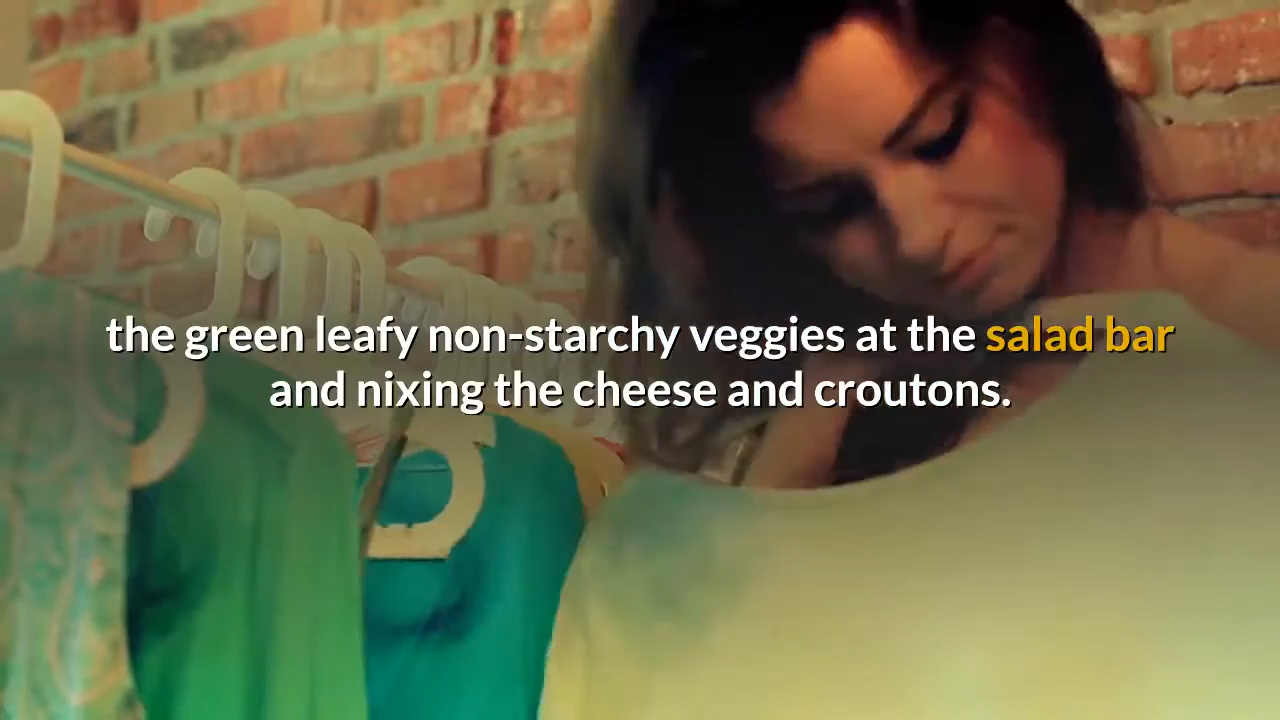 the green leafy non-starchy veggies at the salad bar
and nixing the cheese and croutons.